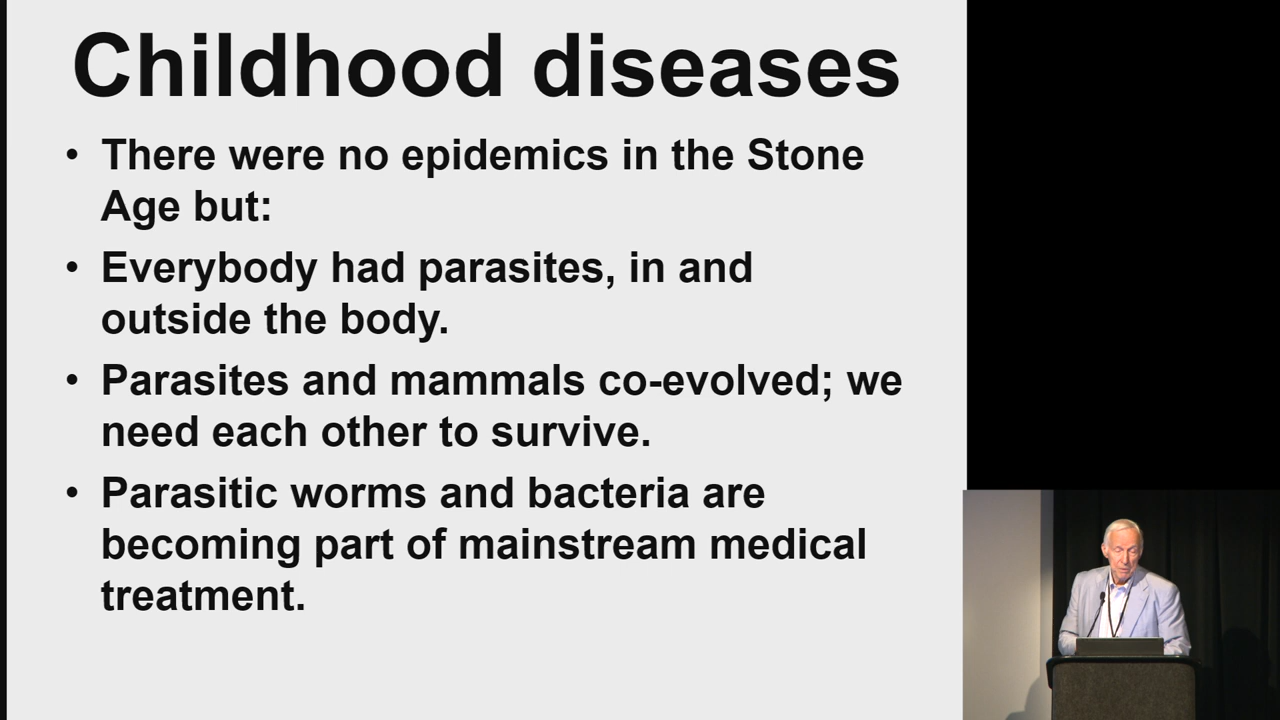 Childhood diseases
• There were no epidemics in the Stone
Age but:
• Everybody had parasites, in and
outside the body.
• Parasites and mammals co-evolved; we
need each other to survive.
• Parasitic worms and bacteria are
becoming part of mainstream medical
treatment.